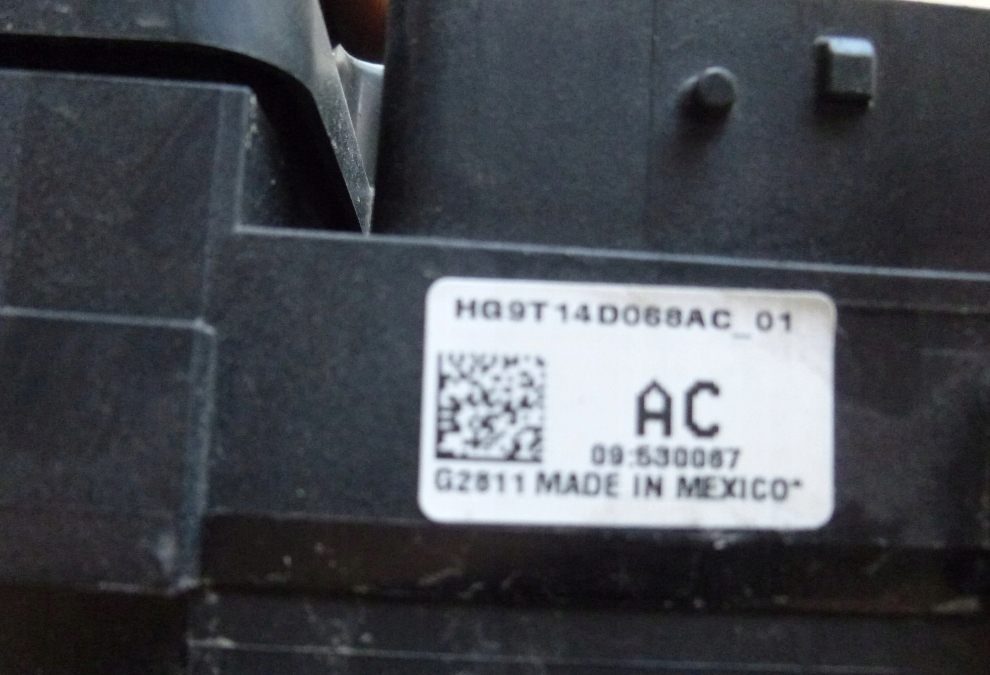 HG9T14D068AC_01
AC
09:530067
G2811 MADE IN MEXICO*